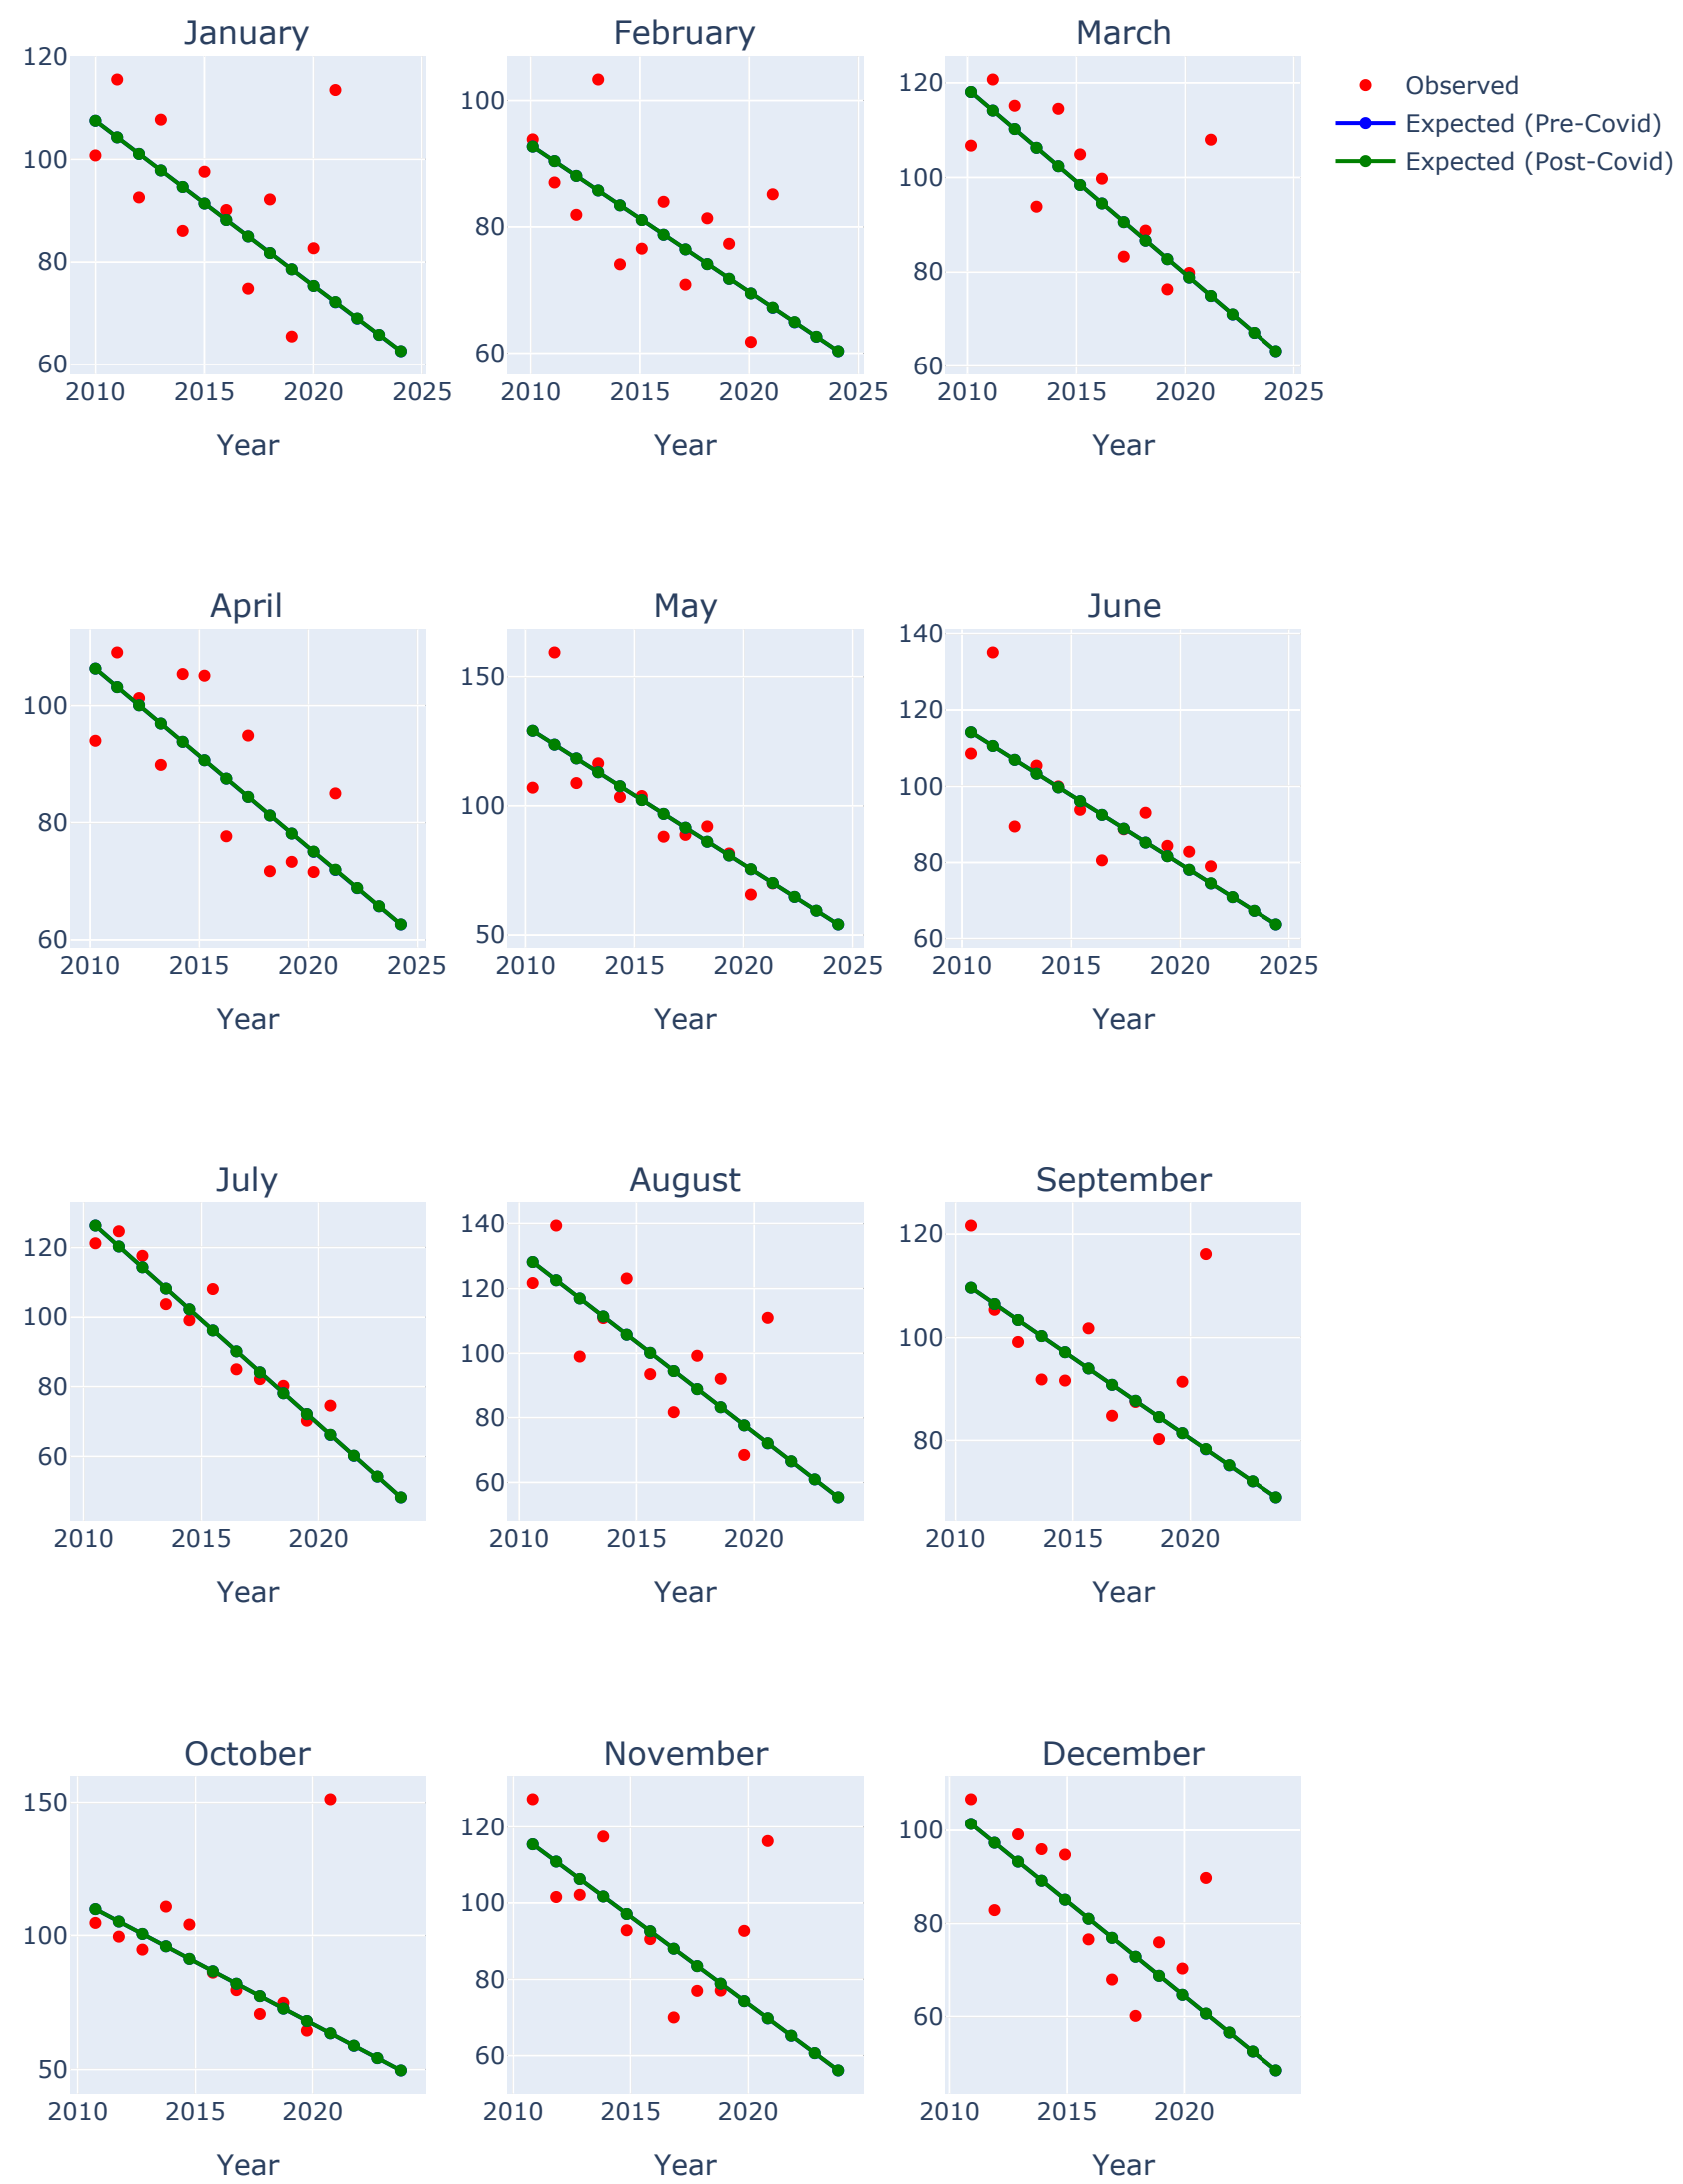 January February March
120
100
80
60
2010 2015 2020 2025
Year
100
80
60
2010 2015 2020 2025
Year
120
100
80
60
2010 2015 2020 2025
Year
Observed
Expected (Pre-Covid)
Expected (Post-Covid)
April May June
100
80
60
2010 2015 2020 2025
Year
150
100
50
2010 2015 2020 2025
Year
140
120
100
80
60
2010 2015 2020 2025
Year
July August September
120
100
80
60
2010 2015 2020
Year
140
120
100
80
60
2010 2015 2020
Year
120
100
80
2010 2015 2020
Year
October November December
150
100
50
2010 2015 2020
Year
120
100
80
60
2010 2015 2020
Year
100
80
60
2010 2015 2020
Year